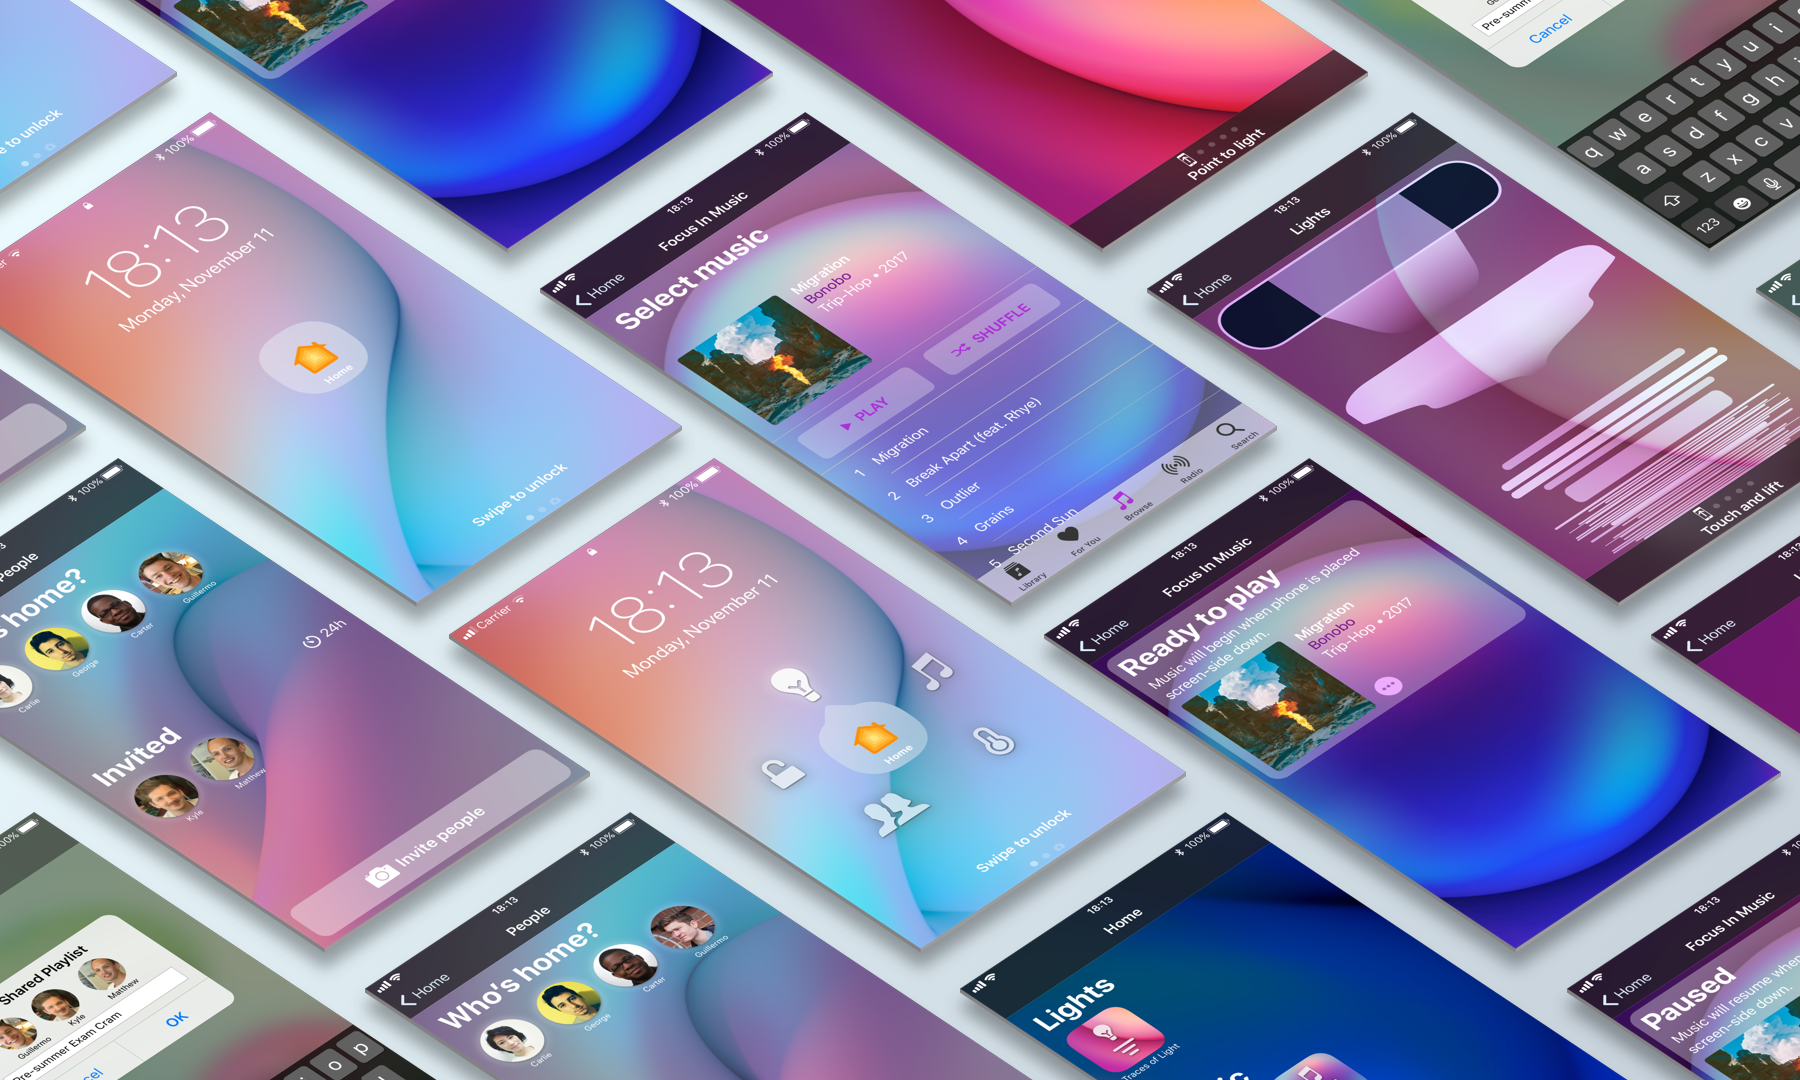 to unlock
Point to light
Pre-summ
Cancel
q w e r t y u i
a s d f g h
z x c v
123
100%
18:13
Monday, November 11
Home
Swipe to unlock
100%
18:13
Focus In Music
Home
Select music
Migration
Bonobo
Trip-Hop • 2017
PLAY
SHUFFLE
1 Migration
2 Break Apart (feat. Rhye)
3 Outlier
4 Grains
5 Second Sun
Library
For You
Browse
Radio
Search
100%
18:13
Lights
Home
Touch and lift
100%
People
s home?
Carlie
George
Carter
Guillermo
24h
Invited
Kyle
Matthew
Invite people
Carrier
100%
18:13
Monday, November 11
Home
Swipe to unlock
100%
18:13
Focus In Music
Home
Ready to play
Music will begin when phone is placed
screen-side down.
Migration
Bonobo
Trip-Hop • 2017
Home
Shared Playlist
Guillermo
Kyle
Matthew
Pre-summer Exam Cram
OK
o p
100%
18:13
People
Home
Who's home?
Carlie
George
Carter
Guillermo
100%
18:13
Home
Lights
Traces of Light
18:13
Focus In Music
Home
Paused
Music will resume when
screen-side down.